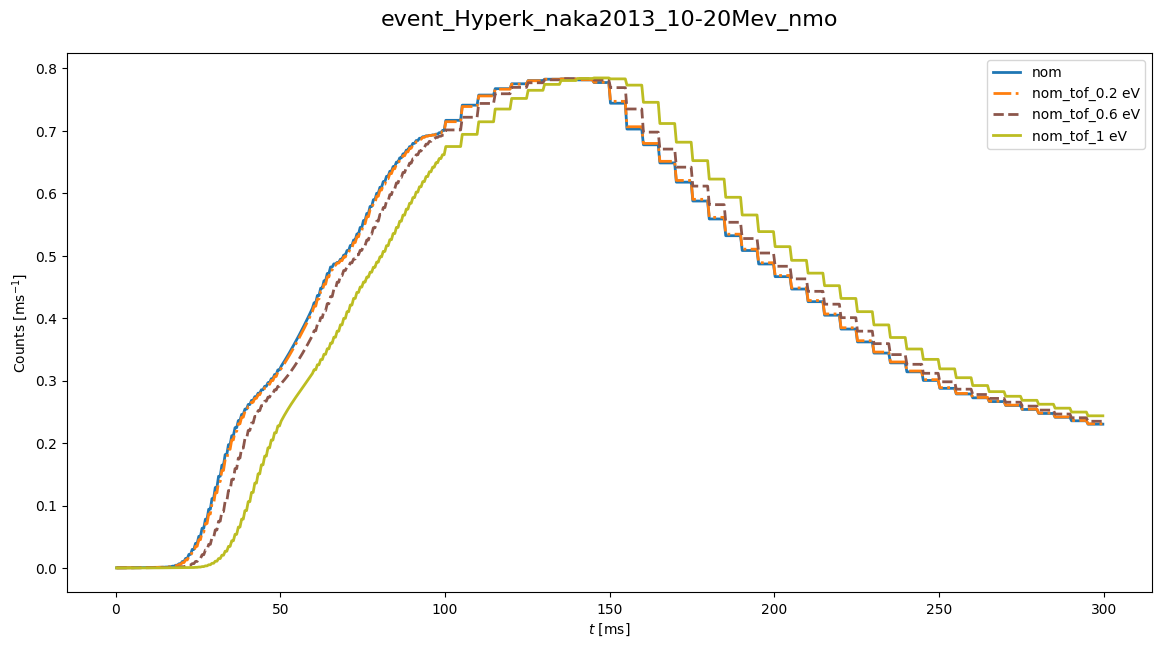 event_Hyperk_naka2013_10-20Mev_nmo
nom
nom_tof_0.2 eV
nom_tof_0.6 eV
nom_tof_1 eV
Counts [ms⁻¹]
0.8
0.7
0.6
0.5
0.4
0.3
0.2
0.1
0.0
0 50 100 150 200 250 300
t [ms]